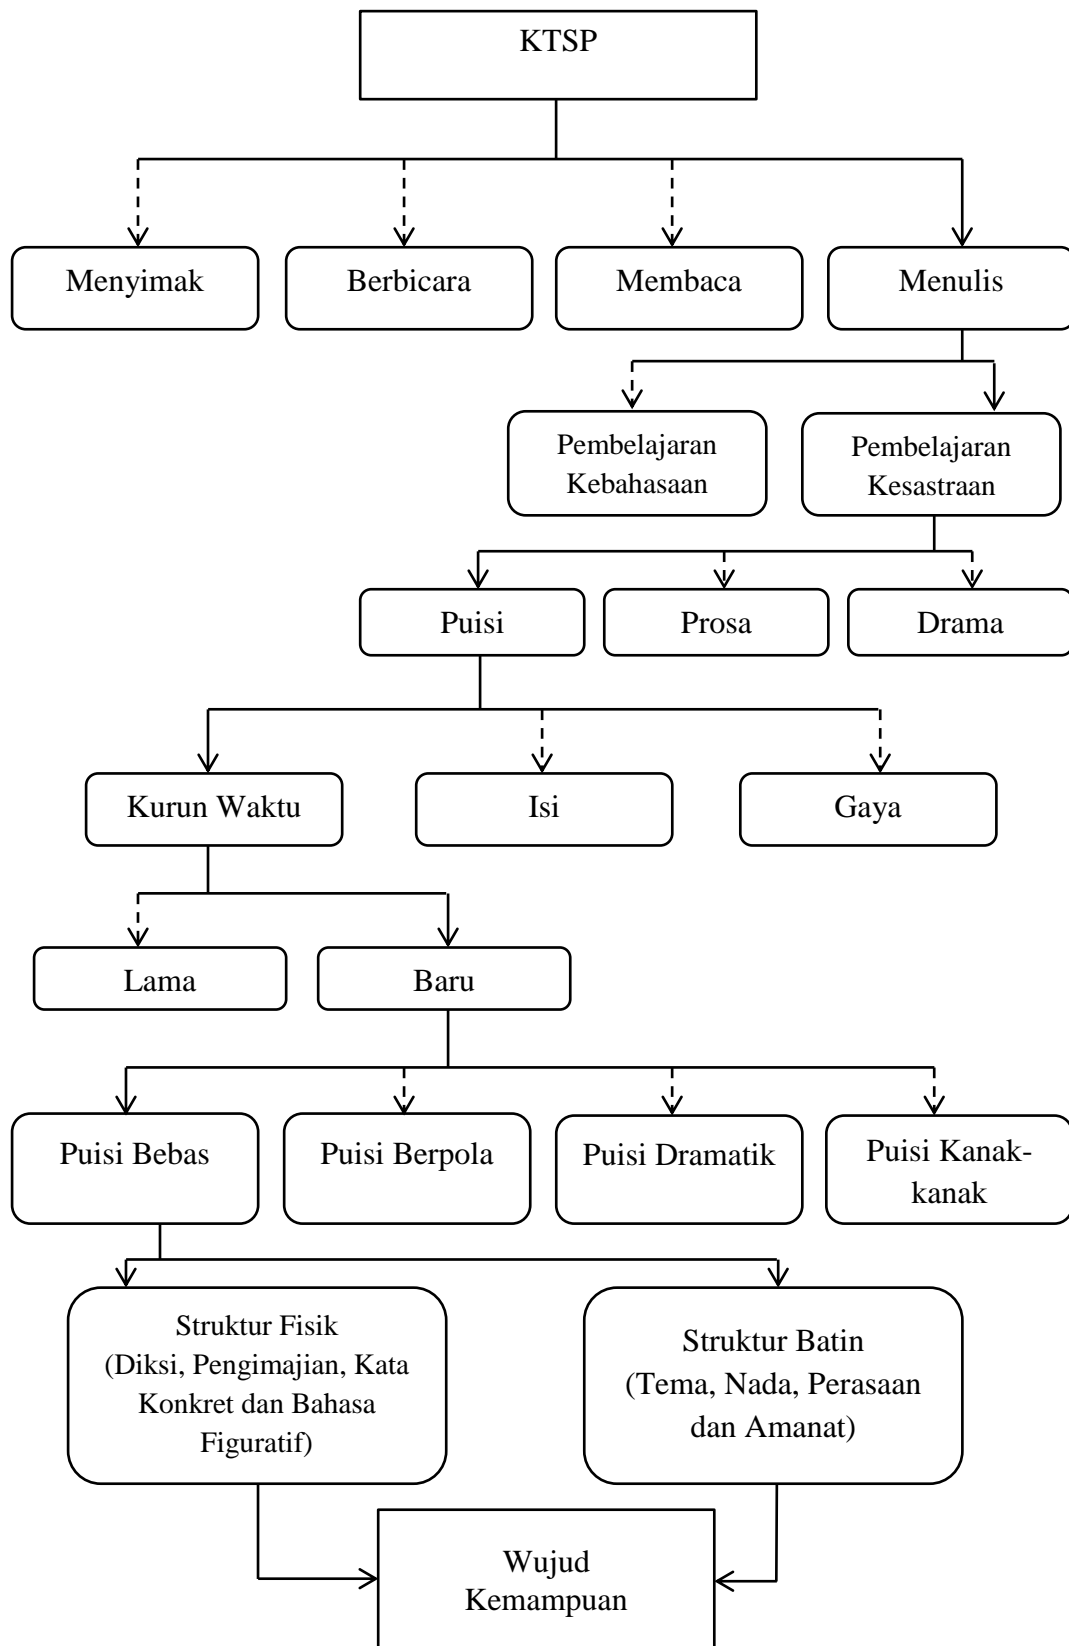 KTSP
Menyimak
Berbicara
Membaca
Menulis
Pembelajaran
Kebahasaan
Pembelajaran
Kesastraan
Puisi
Prosa
Drama
Kurun Waktu
Isi
Gaya
Lama
Baru
Puisi Bebas
Puisi Berpola
Puisi Dramatik
Puisi Kanak-
kanak
Struktur Fisik
(Diksi, Pengimajian, Kata
Konkret dan Bahasa
Figuratif)
Struktur Batin
(Tema, Nada, Perasaan
dan Amanat)
Wujud
Kemampuan